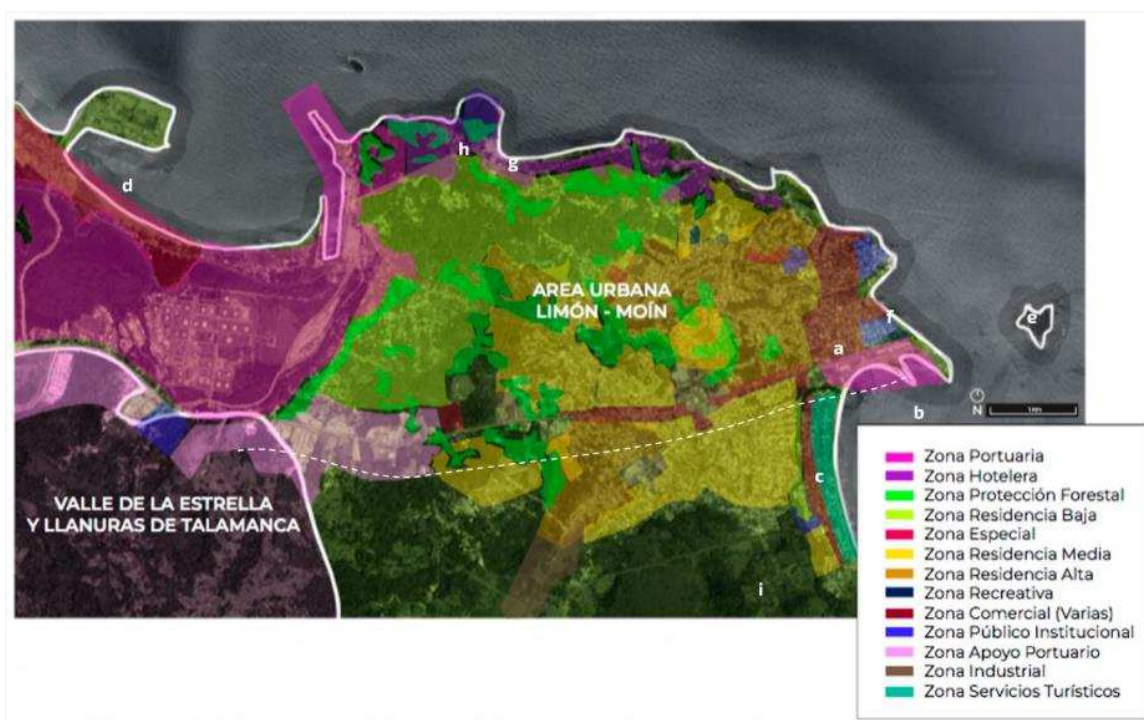 d
h
g
AREA URBANA
LIMÓN - MOÍN
e
f
a
b
N
1 Km
VALLE DE LA ESTRELLA
Y LLANURAS DE TALAMANCA
c
i
Zona Portuaria
Zona Hotelera
Zona Protección Forestal
Zona Residencia Baja
Zona Especial
Zona Residencia Media
Zona Residencia Alta
Zona Recreativa
Zona Comercial (Varias)
Zona Público Institucional
Zona Apoyo Portuario
Zona Industrial
Zona Servicios Turísticos